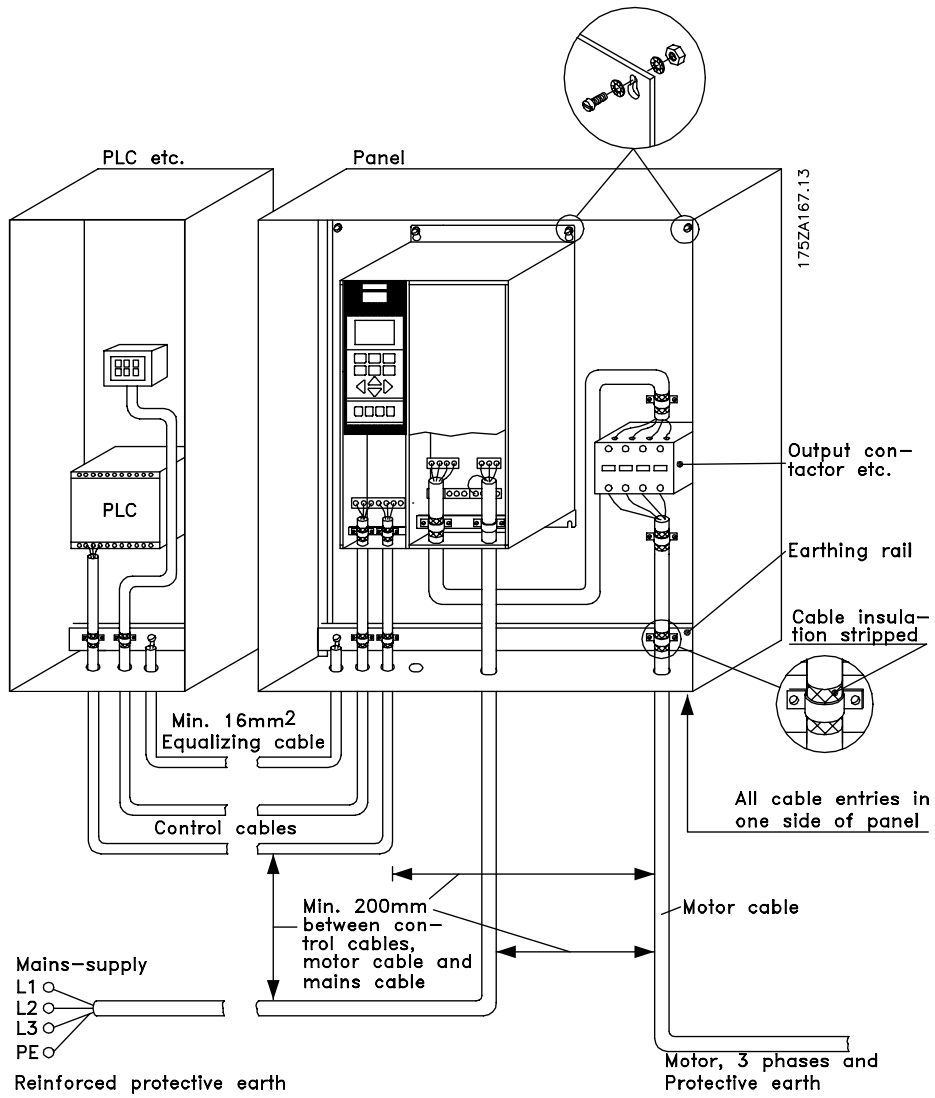 PLC etc.
Panel
175ZA167.13
PLC
Output con-
tactor etc.
Earthing rail
Cable insula-
tion stripped
Min. 16mm2
Equalizing cable
All cable entries in
one side of panel
Control cables
Min. 200mm
between con-
trol cables,
motor cable and
mains cable
Motor cable
Mains-supply
L1
L2
L3
PE
Reinforced protective earth
Motor, 3 phases and
Protective earth